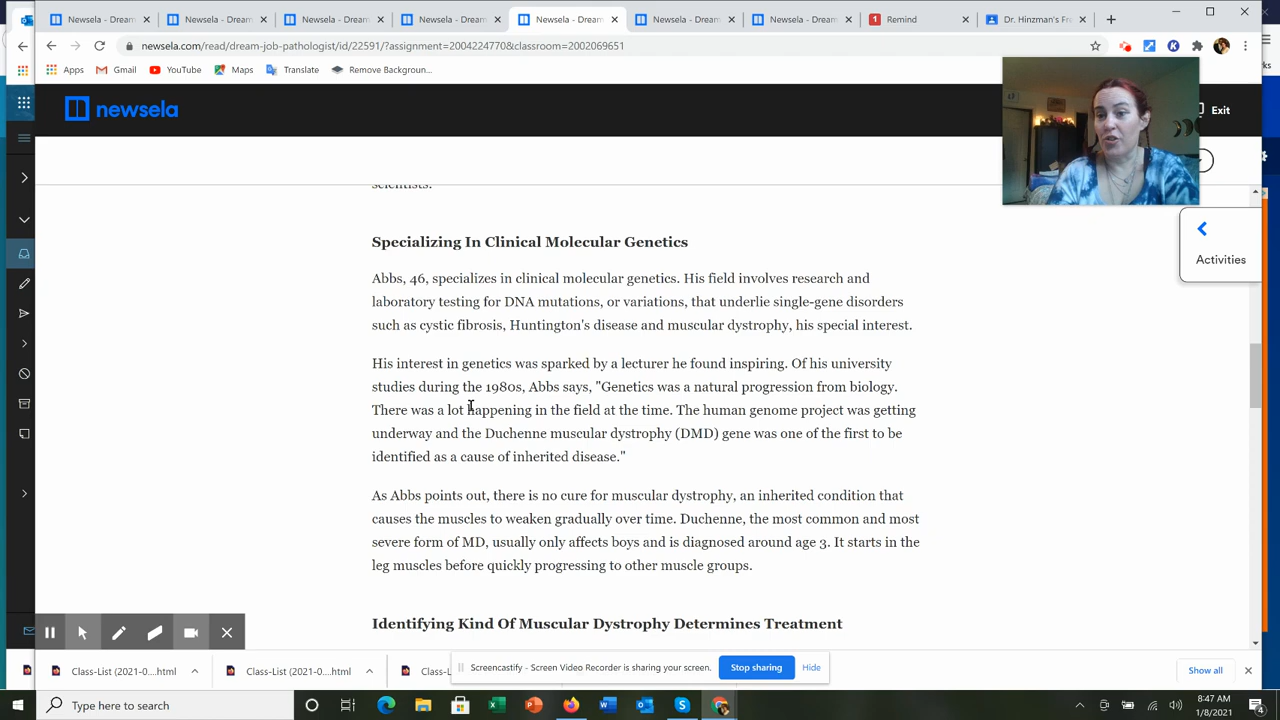 Newsela - Dream
Newsela - Dream
Newsela - Dream
Newsela - Dream
Newsela - Dream
Newsela - Dream
Newsela - Dream
Remind
Dr. Hinzman's Fre
newsela.com/read/dream-job-pathologist/id/22591/?assignment=2004224770&classroom=2002069651
Apps
Gmail
YouTube
Maps
Translate
Remove Backgroun...
newsela
Exit
scientists.
Specializing In Clinical Molecular Genetics
Abbs, 46, specializes in clinical molecular genetics. His field involves research and
laboratory testing for DNA mutations, or variations, that underlie single-gene disorders
such as cystic fibrosis, Huntington's disease and muscular dystrophy, his special interest.
His interest in genetics was sparked by a lecturer he found inspiring. Of his university
studies during the 1980s, Abbs says, "Genetics was a natural progression from biology.
There was a lot happening in the field at the time. The human genome project was getting
underway and the Duchenne muscular dystrophy (DMD) gene was one of the first to be
identified as a cause of inherited disease."
As Abbs points out, there is no cure for muscular dystrophy, an inherited condition that
causes the muscles to weaken gradually over time. Duchenne, the most common and most
severe form of MD, usually only affects boys and is diagnosed around age 3. It starts in the
leg muscles before quickly progressing to other muscle groups.
Identifying Kind Of Muscular Dystrophy Determines Treatment
Activities
Class-List (2021-0....html
Class-List (2021-0....html
Class-L
Screencastify - Screen Video Recorder is sharing your screen.
Stop sharing
Hide
Show all
Type here to search
8:47 AM
1/8/2021
4